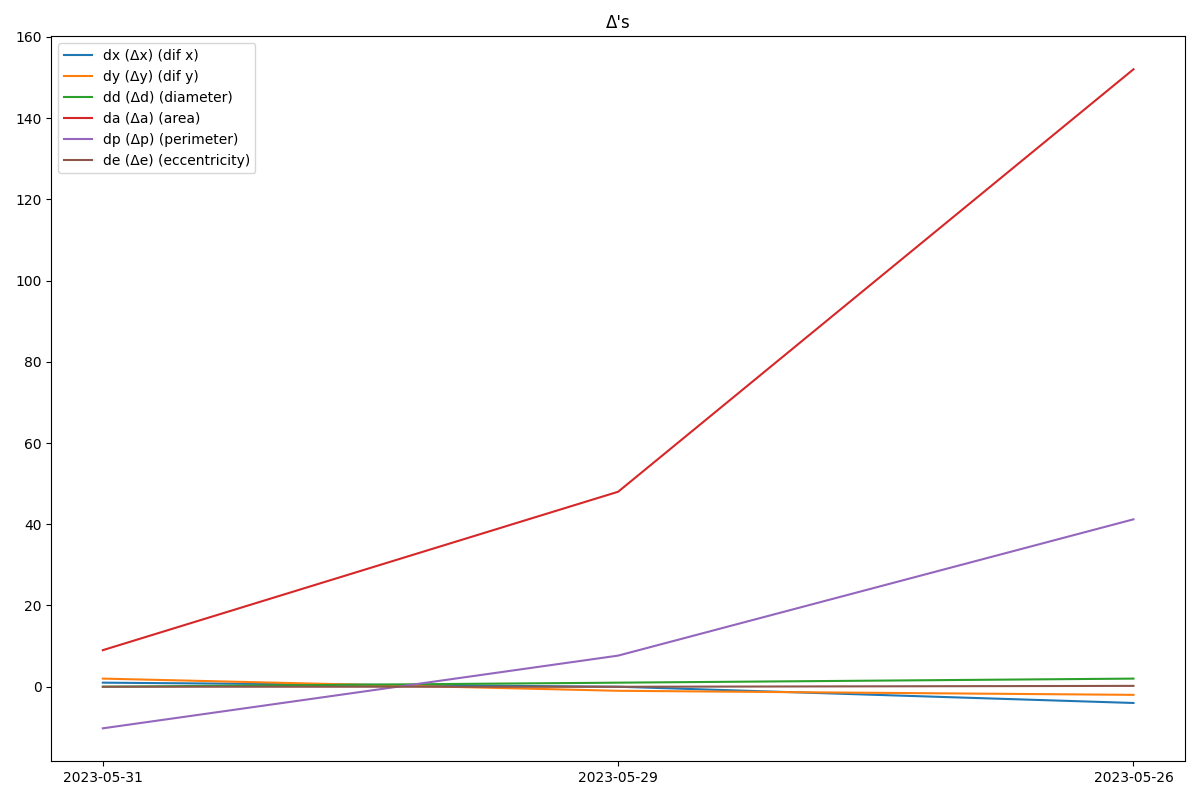 Δ's
160
140
120
100
80
60
40
20
0
dx (Δx) (dif x)
dy (Δy) (dif y)
dd (Δd) (diameter)
da (Δa) (area)
dp (Δp) (perimeter)
de (Δe) (eccentricity)
2023-05-31
2023-05-29
2023-05-26